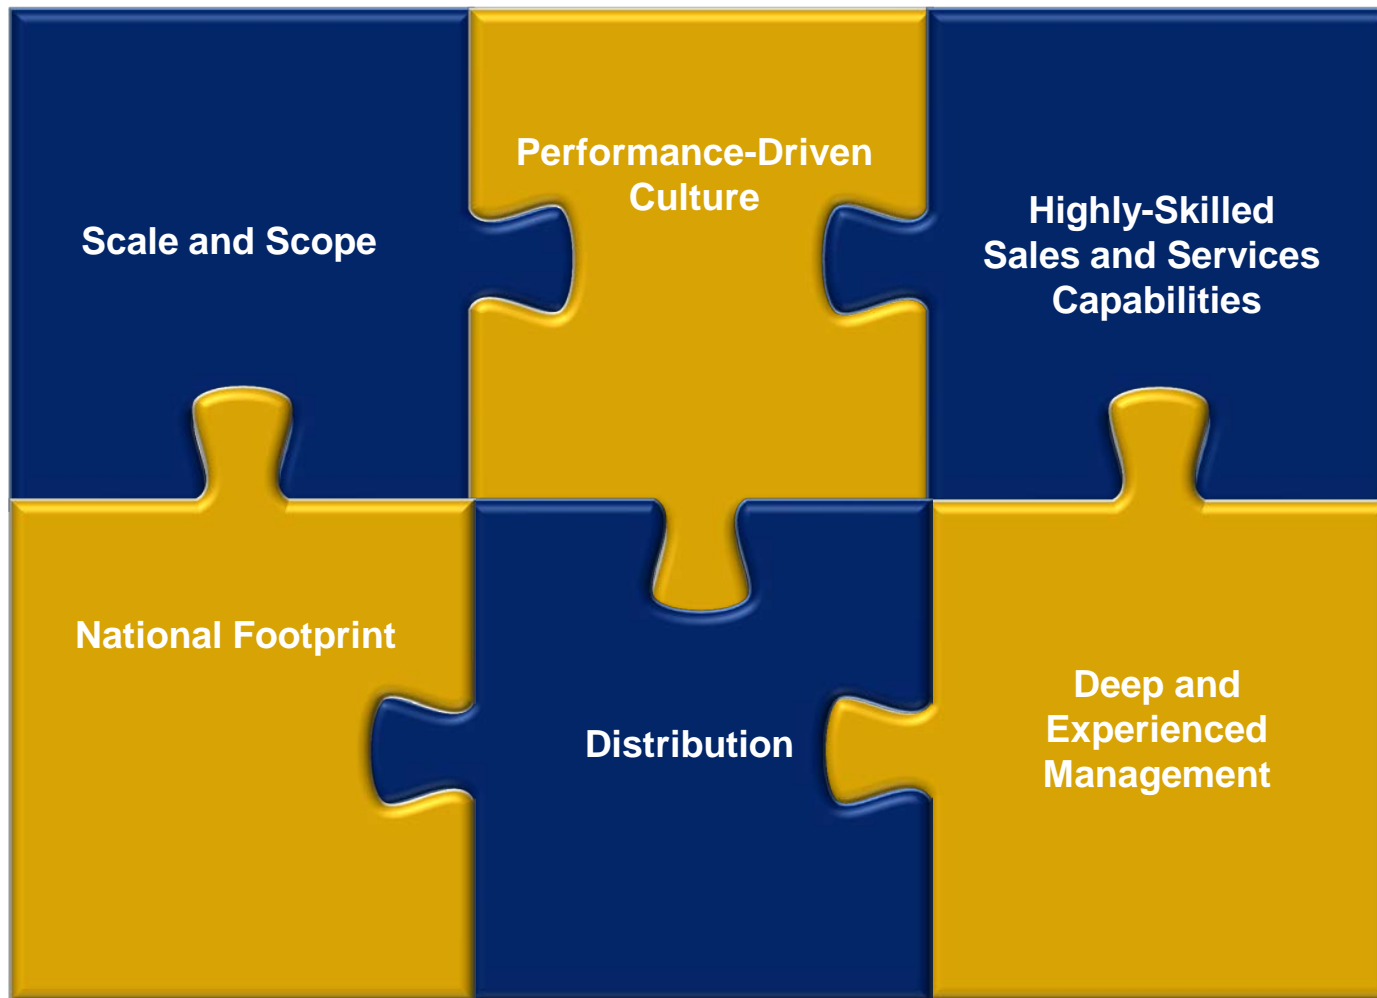 Scale and Scope
Performance-Driven
Culture
Highly-Skilled
Sales and Services
Capabilities
National Footprint
Distribution
Deep and
Experienced
Management